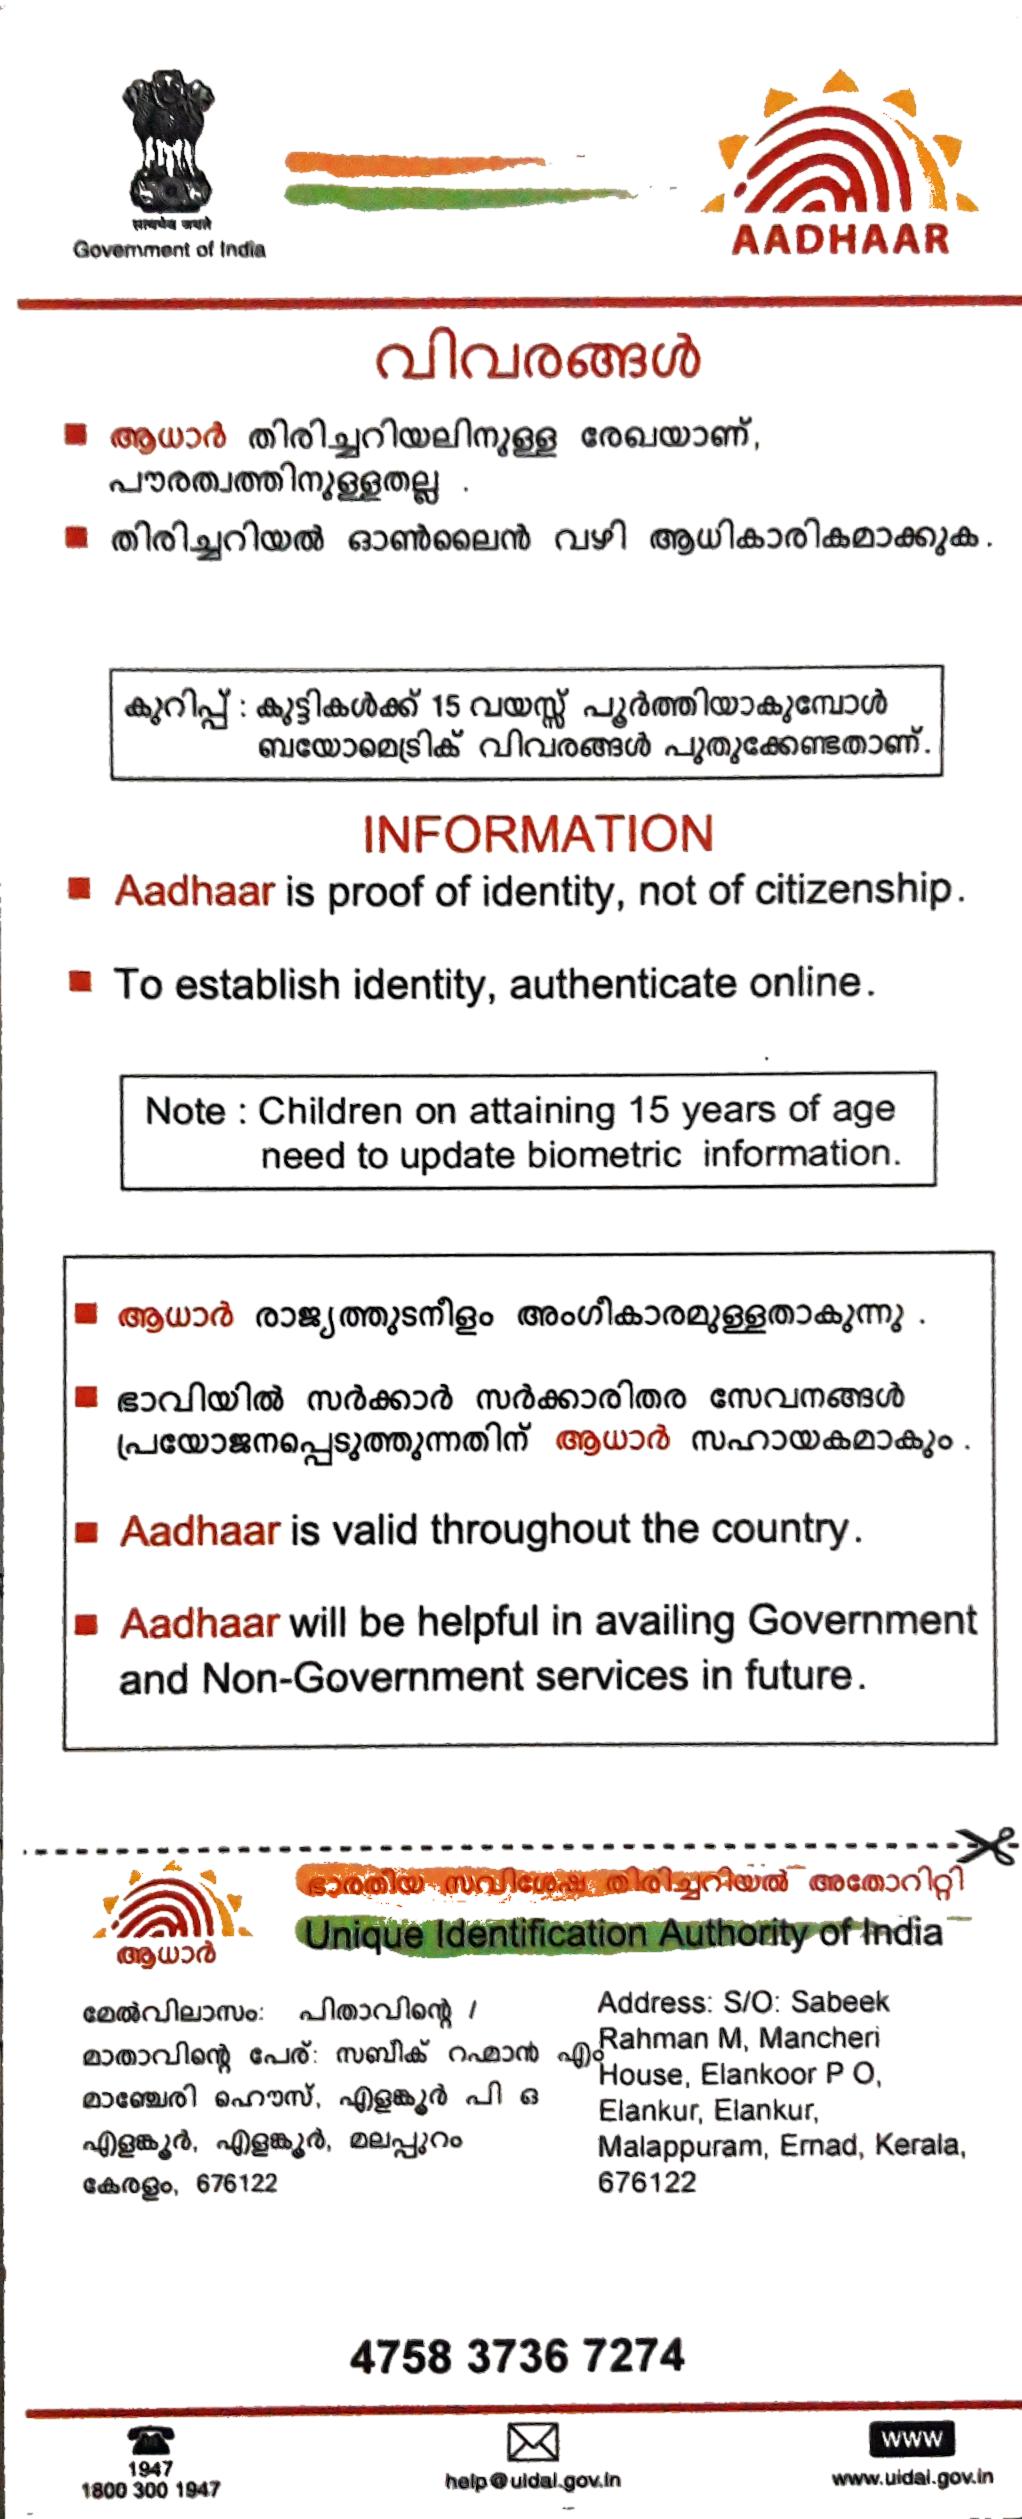 सत्यमेव जयते
Government of India
AADHAAR
വിവരങ്ങൾ
ആധാർ തിരിച്ചറിയലിനുള്ള രേഖയാണ്,
പൗരത്വത്തിനുള്ളതല്ല .
തിരിച്ചറിയൽ ഓൺലൈൻ വഴി ആധികാരികമാക്കുക .
കുറിപ്പ് : കുട്ടികൾക്ക് 15 വയസ്സ് പൂർത്തിയാകുമ്പോൾ
ബയോമെട്രിക് വിവരങ്ങൾ പുതുക്കേണ്ടതാണ്.
INFORMATION
Aadhaar is proof of identity, not of citizenship.
To establish identity, authenticate online.
Note : Children on attaining 15 years of age
need to update biometric information.
ആധാർ രാജ്യത്തുടനീളം അംഗീകാരമുള്ളതാകുന്നു .
ഭാവിയിൽ സർക്കാർ സർക്കാരിതര സേവനങ്ങൾ
പ്രയോജനപ്പെടുത്തുന്നതിന് ആധാർ സഹായകമാകും .
Aadhaar is valid throughout the country.
Aadhaar will be helpful in availing Government
and Non-Government services in future.
ഭാരതീയ സവിശേഷ തിരിച്ചറിയൽ അതോറിറ്റി
Unique Identification Authority of India
ആധാർ
മേൽവിലാസം: പിതാവിന്റെ /
മാതാവിന്റെ പേര്: സബീക് റഹ്മാൻ എം
മാഞ്ചേരി ഹൌസ്, എളങ്കൂർ പി ഒ
എളങ്കൂർ, എളങ്കൂർ, മലപ്പുറം
കേരളം, 676122
Address: S/O: Sabeek
Rahman M, Mancheri
House, Elankoor P O,
Elankur, Elankur,
Malappuram, Ernad, Kerala,
676122
4758 3736 7274
1947
1800 300 1947
help@uidai.gov.in
www
www.uidai.gov.in